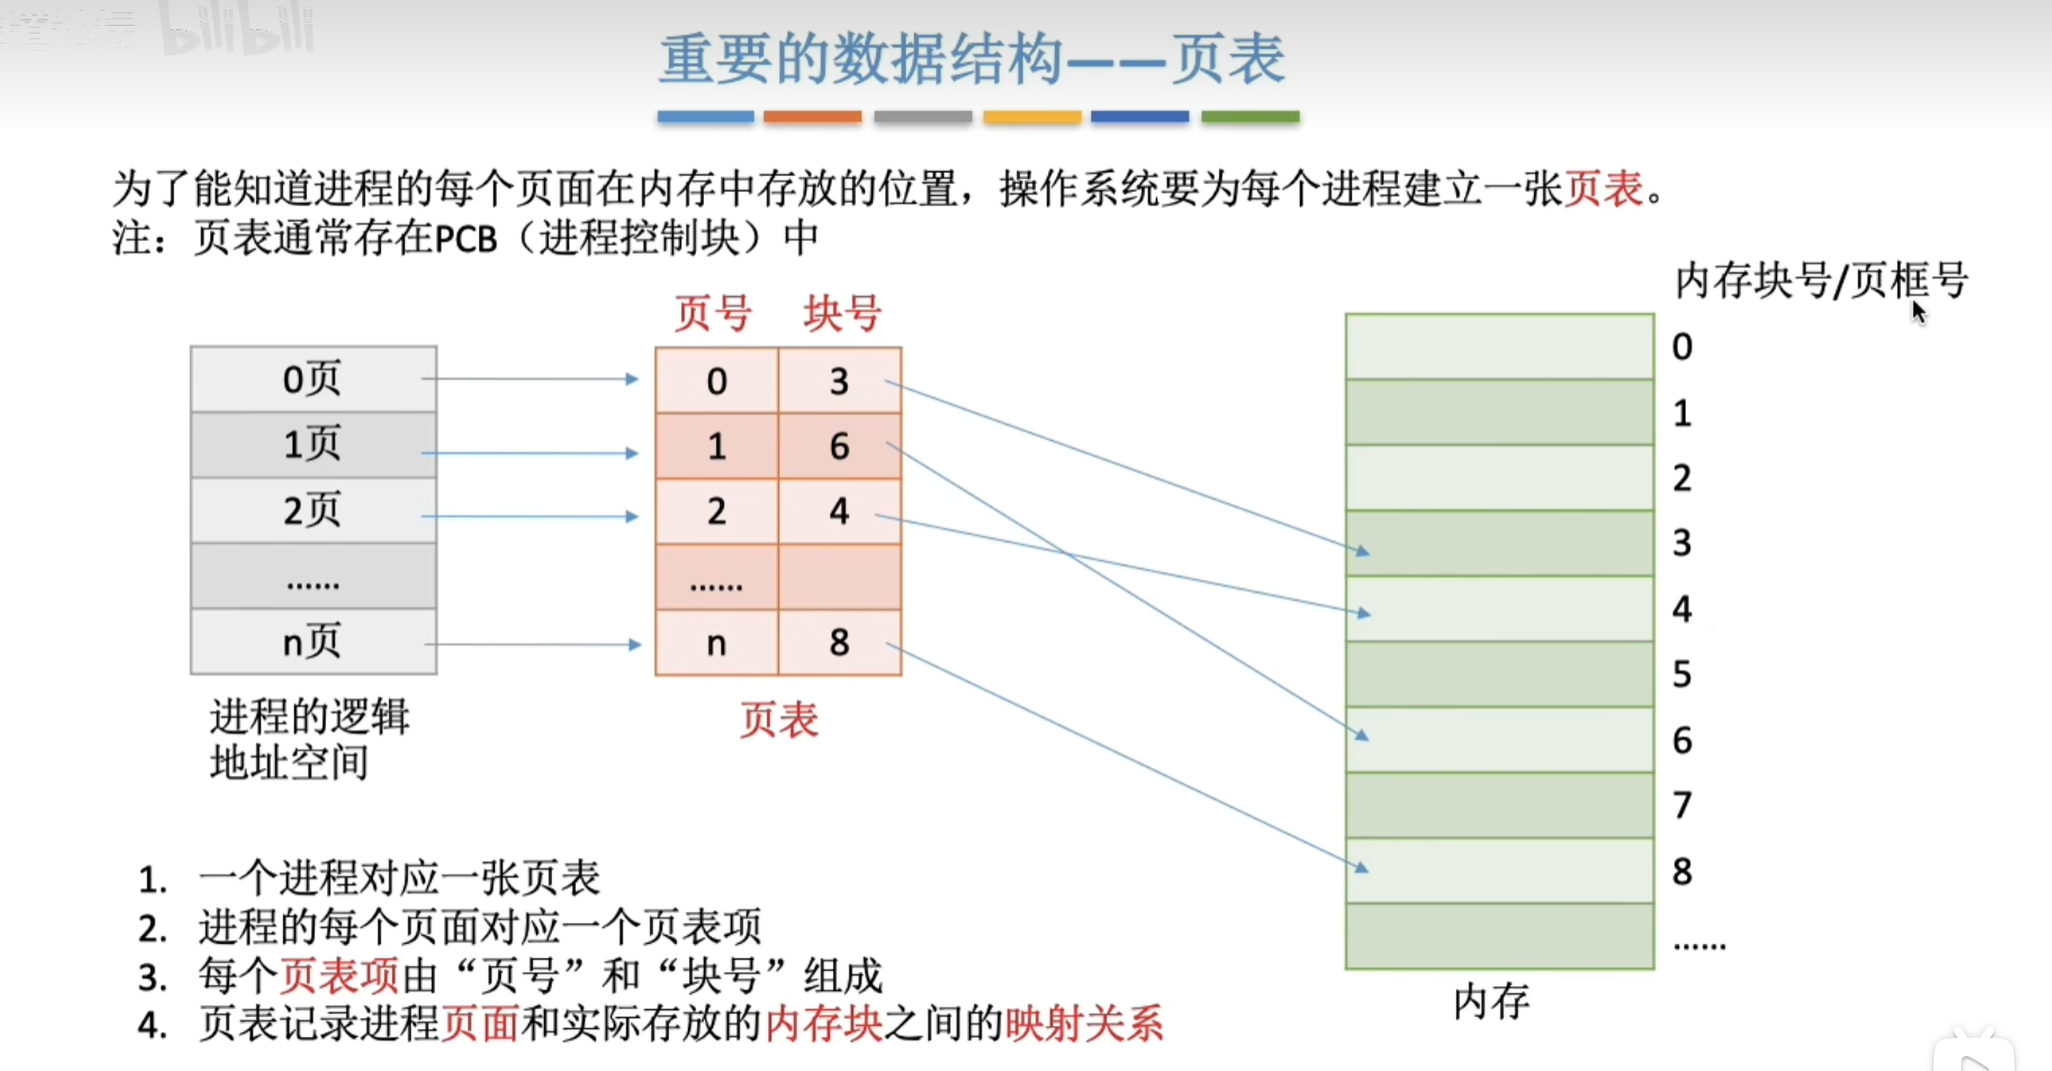 bilibili
重要的数据结构——页表
为了能知道进程的每个页面在内存中存放的位置，操作系统要为每个进程建立一张页表。
注：页表通常存在PCB（进程控制块）中
内存块号/页框号
页号 块号
0页
1页
2页
……
n页
进程的逻辑
地址空间
0 3
1 6
2 4
……
n 8
页表
0
1
2
3
4
5
6
7
8
……
内存
1. 一个进程对应一张页表
2. 进程的每个页面对应一个页表项
3. 每个页表项由“页号”和“块号”组成
4. 页表记录进程页面和实际存放的内存块之间的映射关系